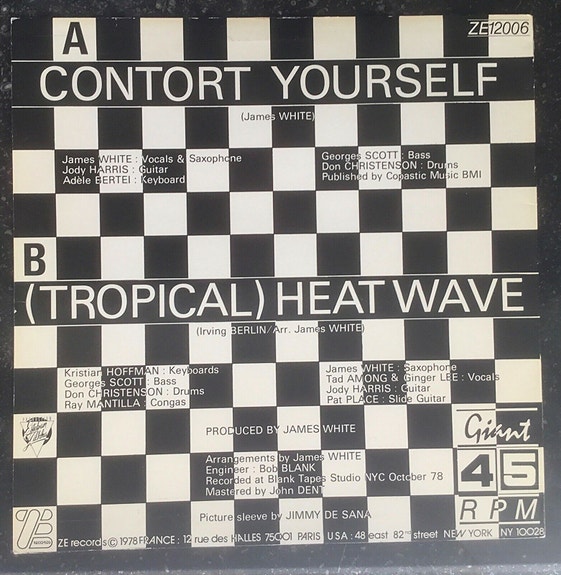 ZE12006
A
CONTORT YOURSELF
(James WHITE)
James WHITE : Vocals & Saxophone
Jody HARRIS : Guitar
Adèle BERTEI : Keyboard
Georges SCOTT : Bass
Don CHRISTENSON : Drums
Published by Copastic Music BMI
B
(TROPICAL) HEAT WAVE
(Irving BERLIN/Arr. James WHITE)
Kristian HOFFMAN : Keyboards
Georges SCOTT : Bass
Don CHRISTENSON : Drums
Ray MANTILLA : Congas
James WHITE : Saxophone
Tad AMONG & Ginger LEE : Vocals
Jody HARRIS : Guitar
Pat PLACE : Slide Guitar
PRODUCED BY JAMES WHITE
Arrangements by James WHITE
Engineer : Bob BLANK
Recorded at Blank Tapes Studio NYC October 78
Mastered by John DENT
Giant
45
RPM
Picture sleeve by JIMMY DE SANA
ZE records © 1978 FRANCE : 12 rue des HALLES 75001 PARIS USA : 48 east 82nd street NEW YORK NY 10028